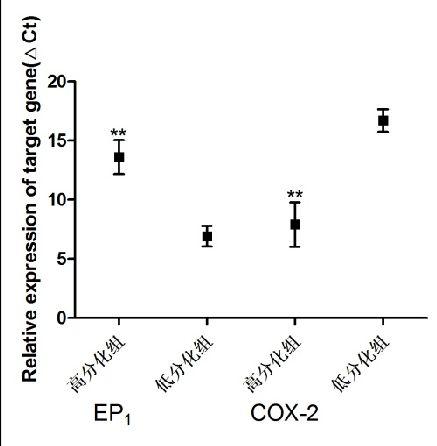 Relative expression of target gene(△Ct)
20
15
10
5
0
**
**
高分化组
低分化组
高分化组
低分化组
EP₁
COX-2